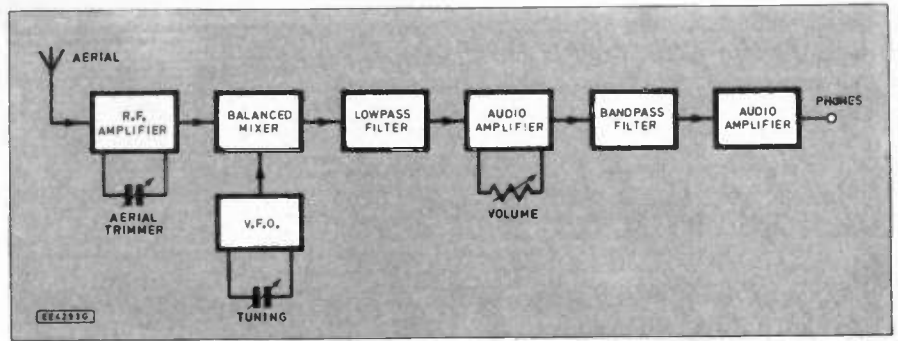 AERIAL
R.F.
AMPLIFIER
BALANCED
MIXER
LOWPASS
FILTER
AUDIO
AMPLIFIER
BANDPASS
FILTER
AUDIO
AMPLIFIER
PHONES
AERIAL
TRIMMER
V.F.O.
VOLUME
TUNING
EE4293G